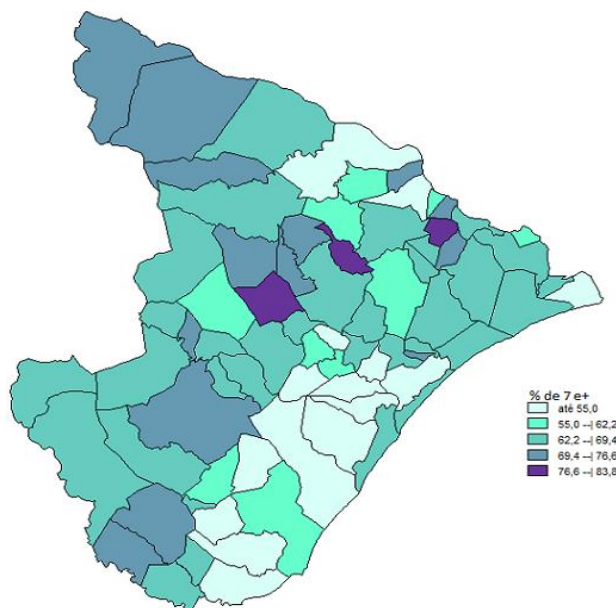 % de 7 e+
até 55,0
55,0 --| 62,2
62,2 --| 69,4
69,4 --| 76,6
76,6 --| 83,8